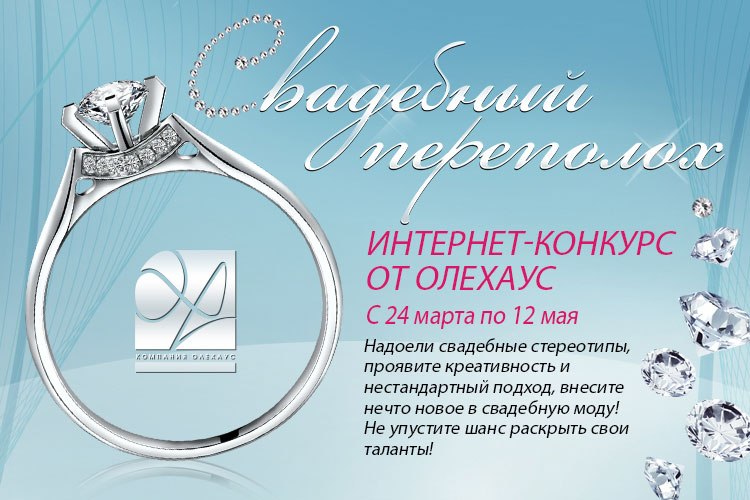 Свадебный
переполох
ИНТЕРНЕТ-КОНКУРС
ОТ ОЛЕХАУС
С 24 марта по 12 мая
Надоели свадебные стереотипы,
проявите креативность и
нестандартный подход, внесите
нечто новое в свадебную моду!
Не упустите шанс раскрыть свои
таланты!
КОМПАНИЯ ОЛЕХАУС